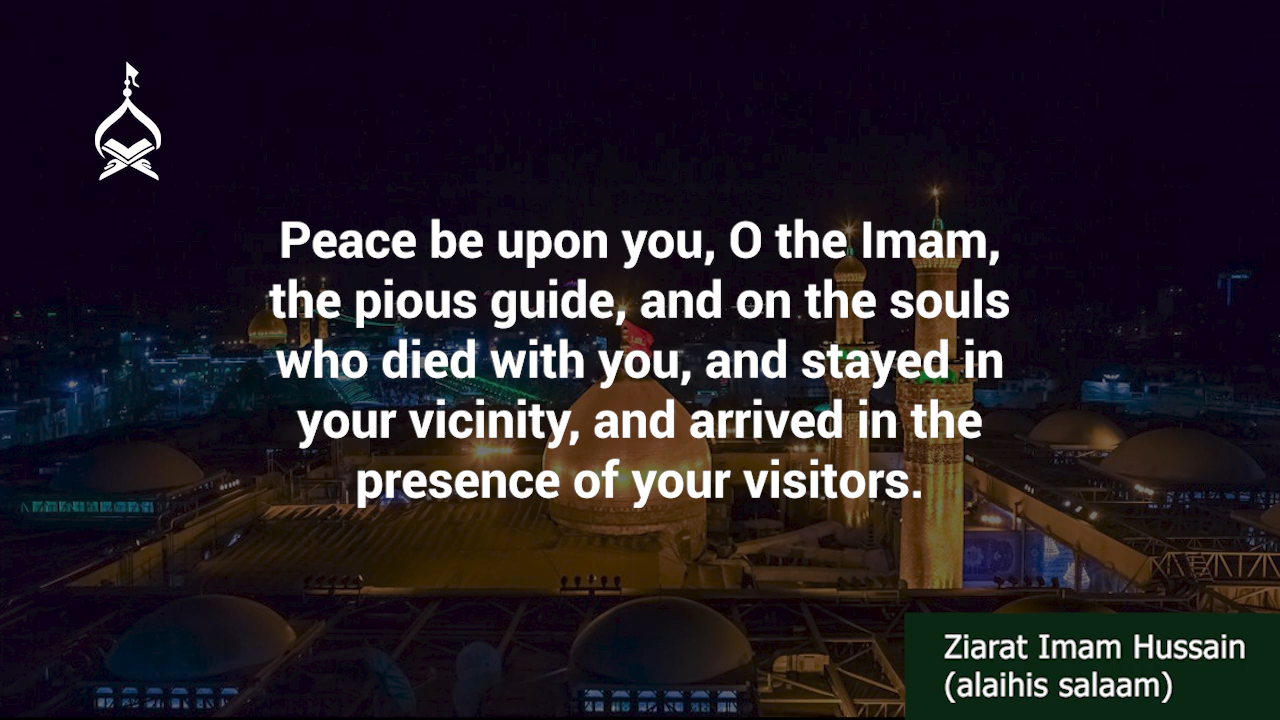 Peace be upon you, O the Imam,
the pious guide, and on the souls
who died with you, and stayed in
your vicinity, and arrived in the
presence of your visitors.
Ziarat Imam Hussain
(alaihis salaam)